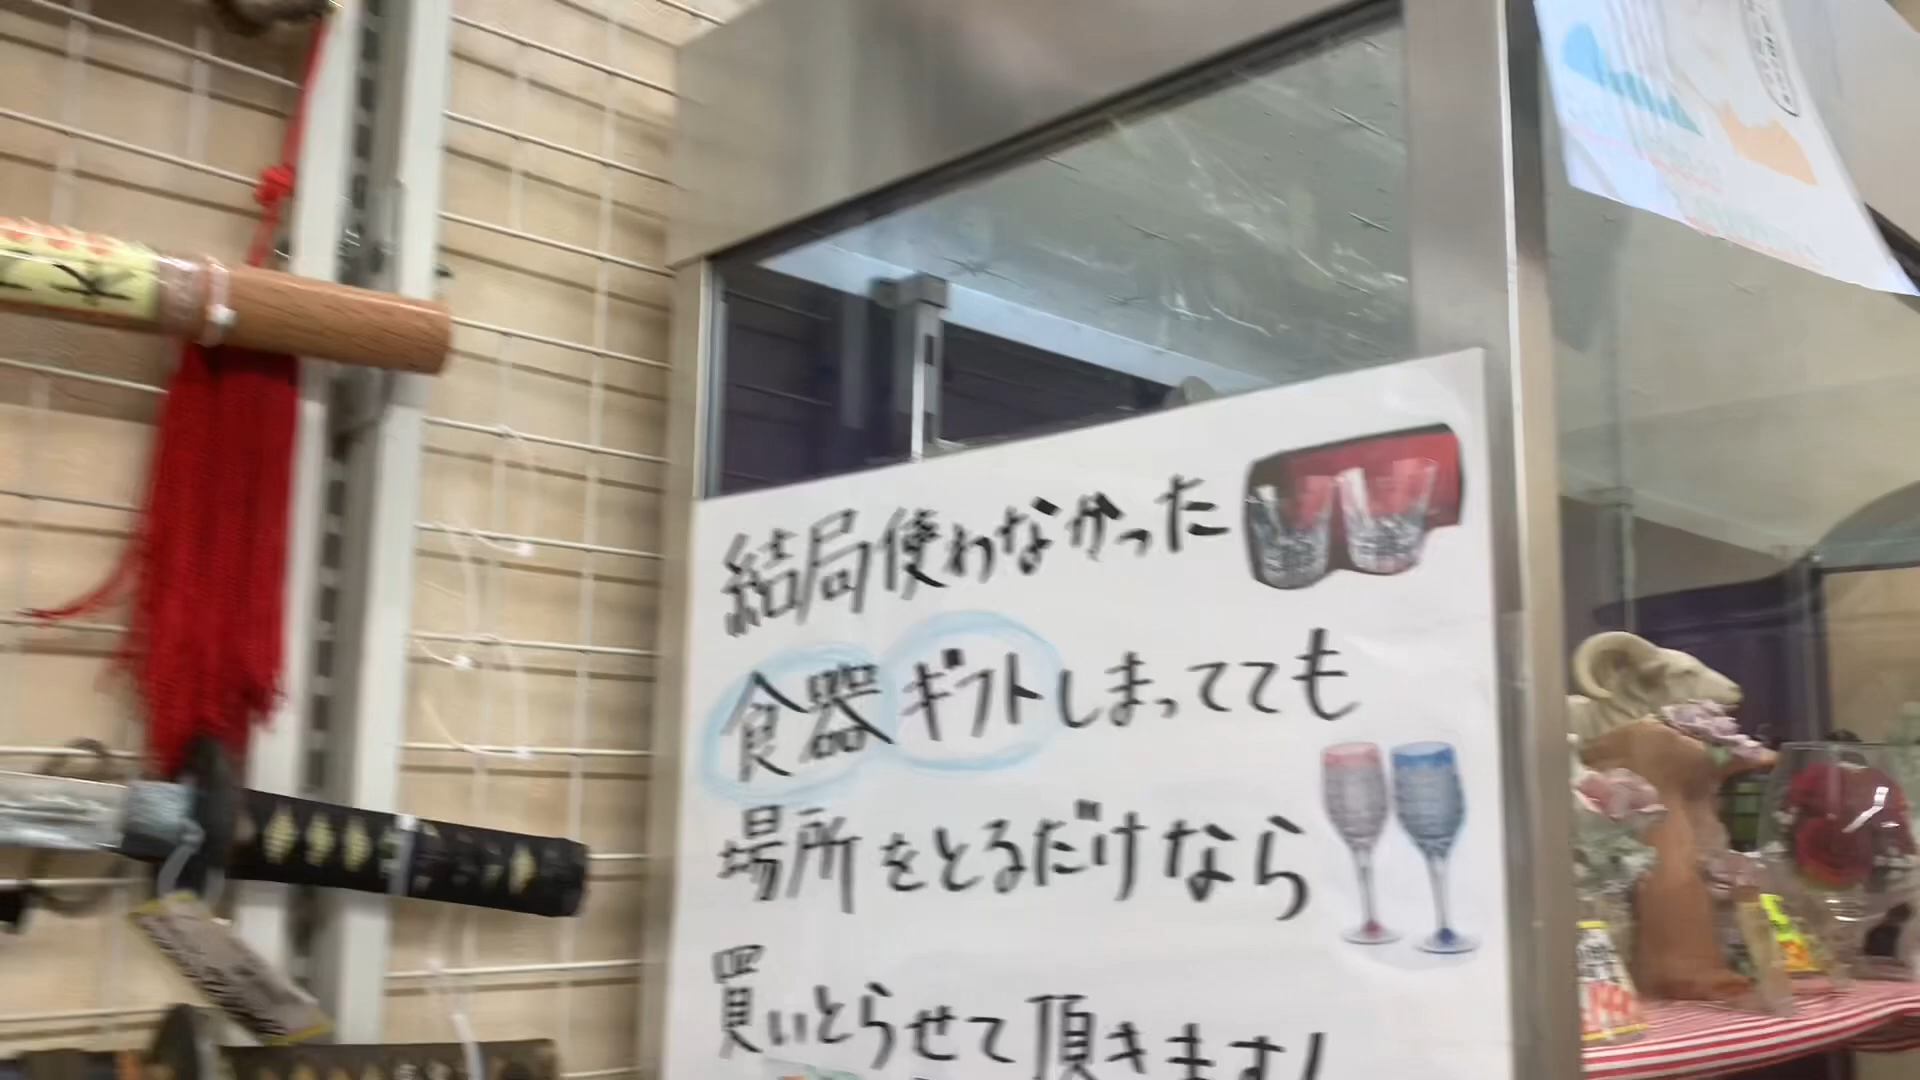 結局使わなかった
食器ギフトしまってても
場所をとるだけなら
買いとらせて頂きます!